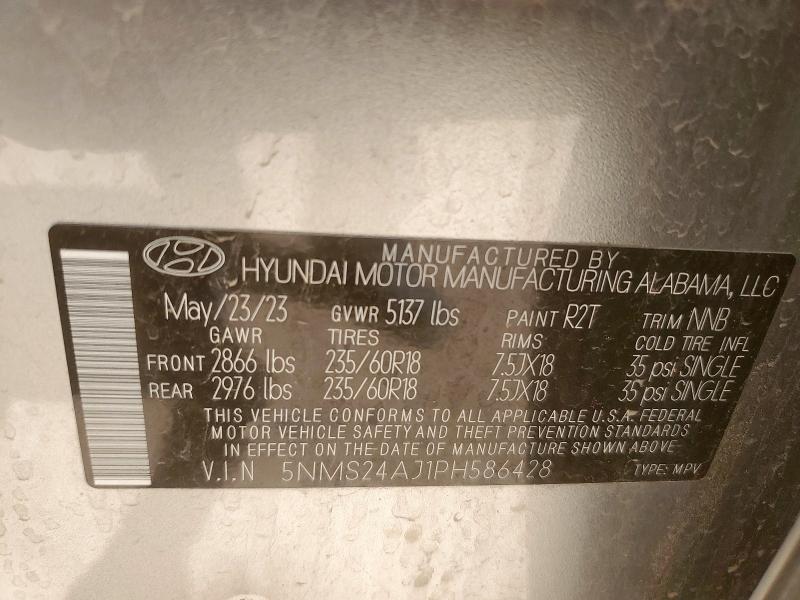 MANUFACTURED BY
HYUNDAI MOTOR MANUFACTURING ALABAMA, LLC
May/23/23 GVWR 5137 lbs PAINT R2T TRIM NNB
GAWR TIRES RIMS COLD TIRE INFL
FRONT 2866 lbs 235/60R18 7.5JX18 35 psi SINGLE
REAR 2976 lbs 235/60R18 7.5JX18 35 psi SINGLE
THIS VEHICLE CONFORMS TO ALL APPLICABLE U.S.A. FEDERAL
MOTOR VEHICLE SAFETY AND THEFT PREVENTION STANDARDS
IN EFFECT ON THE DATE OF MANUFACTURE SHOWN ABOVE
V.I.N 5NMS24AJ1PH586428 TYPE: MPV